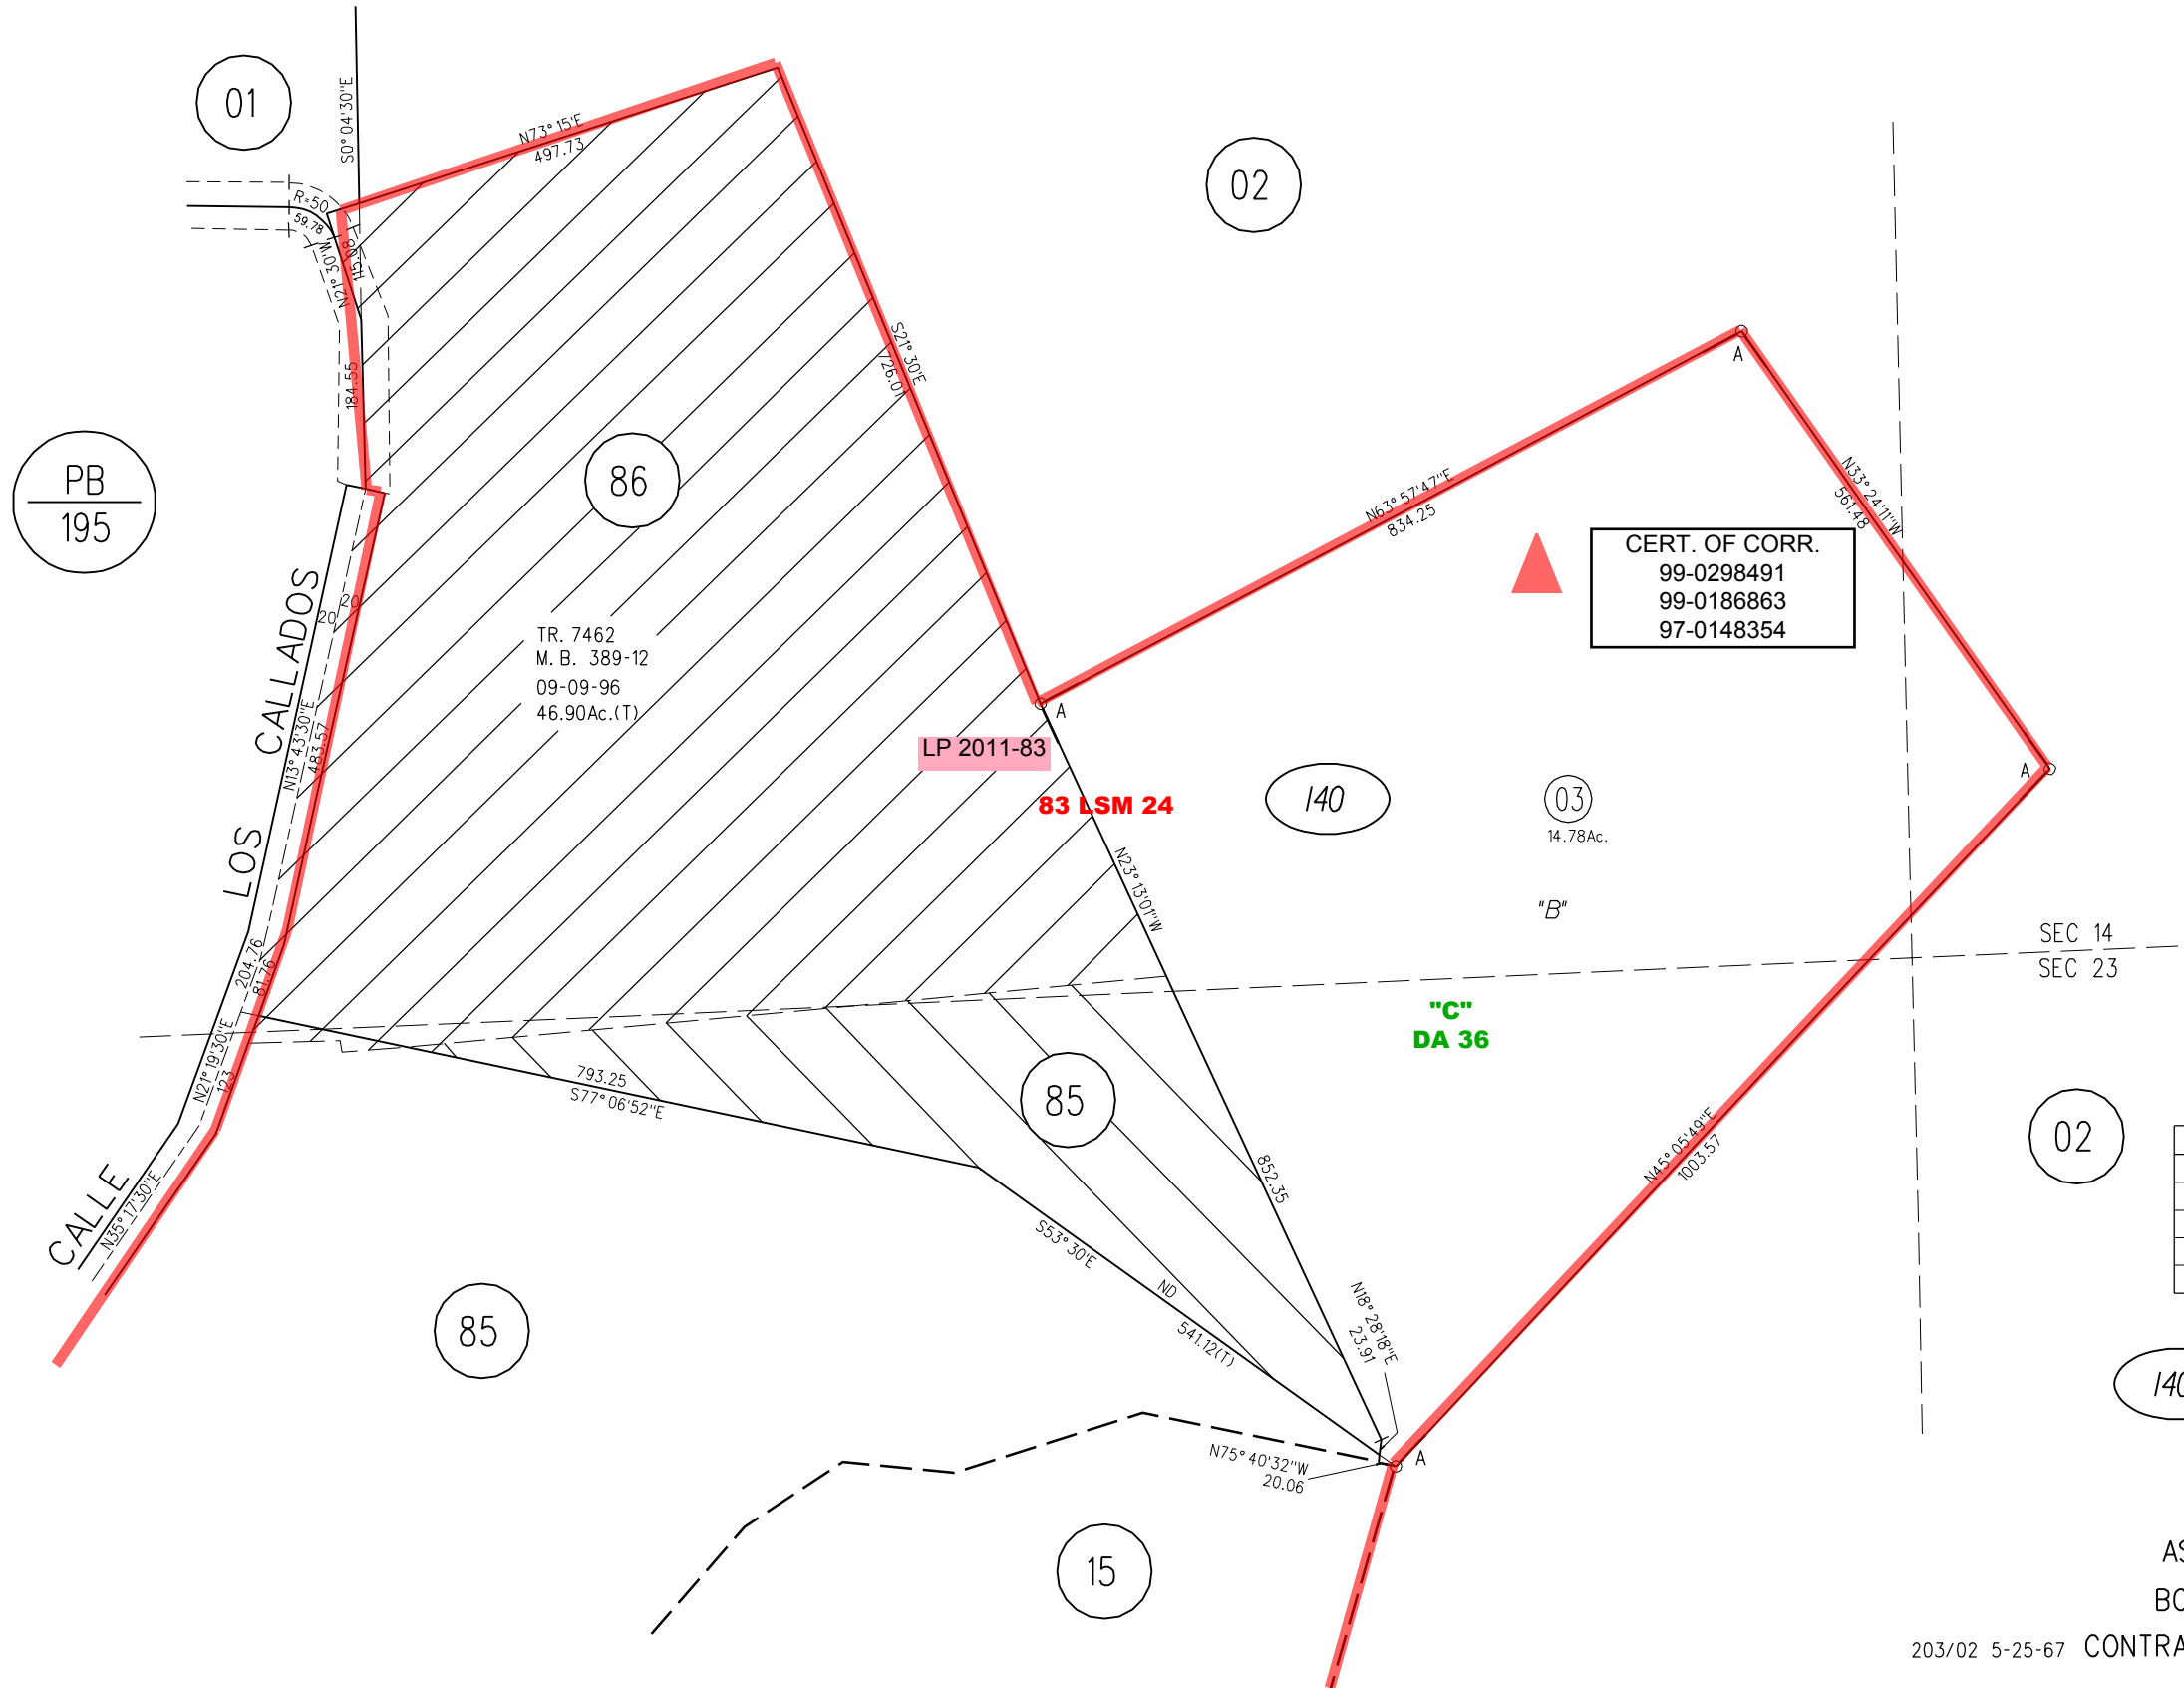 01
S0°04'30"E
N73°15'E
497.73
02
R=50
59.78
N21°30'W
115.08
184.55
S21°30'E
726.01
A
N63°57'47"E
834.25
N33°24'11"W
561.48
PB
195
86
CERT. OF CORR.
99-0298491
99-0186863
97-0148354
20
20
TR. 7462
M. B. 389-12
09-09-96
46.90Ac.(T)
CALLE LOS CALLADOS
N13°43'30"E
483.57
A
LP 2011-83
83 LSM 24
140
03
14.78Ac.
A
"B"
N23°13'01"W
SEC 14
SEC 23
204.76
81.76
"C"
DA 36
N21°19'30"E
123
793.25
S77°06'52"E
85
852.35
N45°05'49"E
1003.57
02
N35°17'30"E
S53°30'E
ND
541.12(T)
N18°28'18"E
23.91
85
140
N75°40'32"W
20.06
A
15
AS
BO
203/02 5-25-67 CONTRA